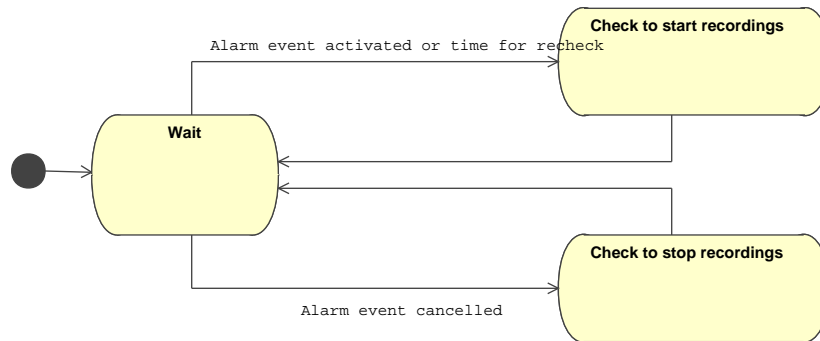 Check to start recordings
Alarm event activated or time for recheck
Wait
Check to stop recordings
Alarm event cancelled